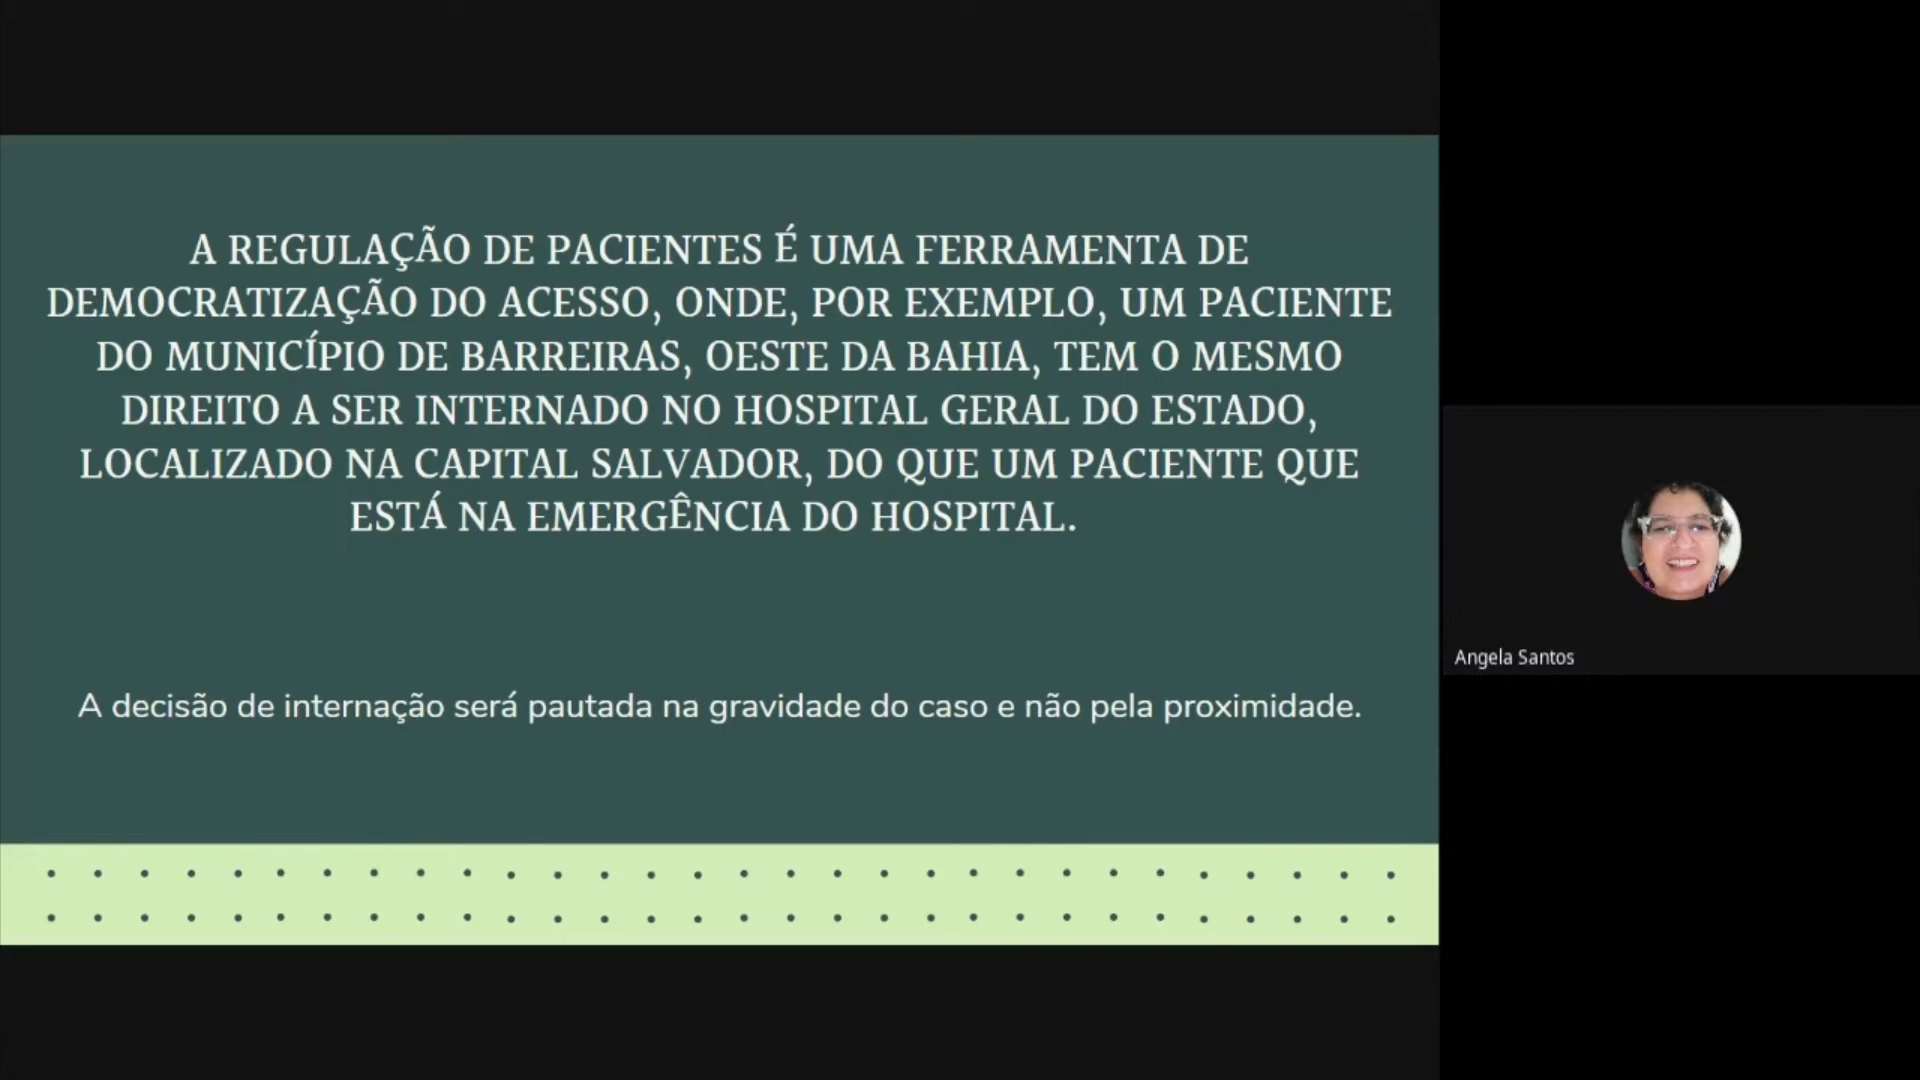 A REGULAÇÃO DE PACIENTES É UMA FERRAMENTA DE
DEMOCRATIZAÇÃO DO ACESSO, ONDE, POR EXEMPLO, UM PACIENTE
DO MUNICÍPIO DE BARREIRAS, OESTE DA BAHIA, TEM O MESMO
DIREITO A SER INTERNADO NO HOSPITAL GERAL DO ESTADO,
LOCALIZADO NA CAPITAL SALVADOR, DO QUE UM PACIENTE QUE
ESTÁ NA EMERGÊNCIA DO HOSPITAL.
A decisão de internação será pautada na gravidade do caso e não pela proximidade.
Angela Santos